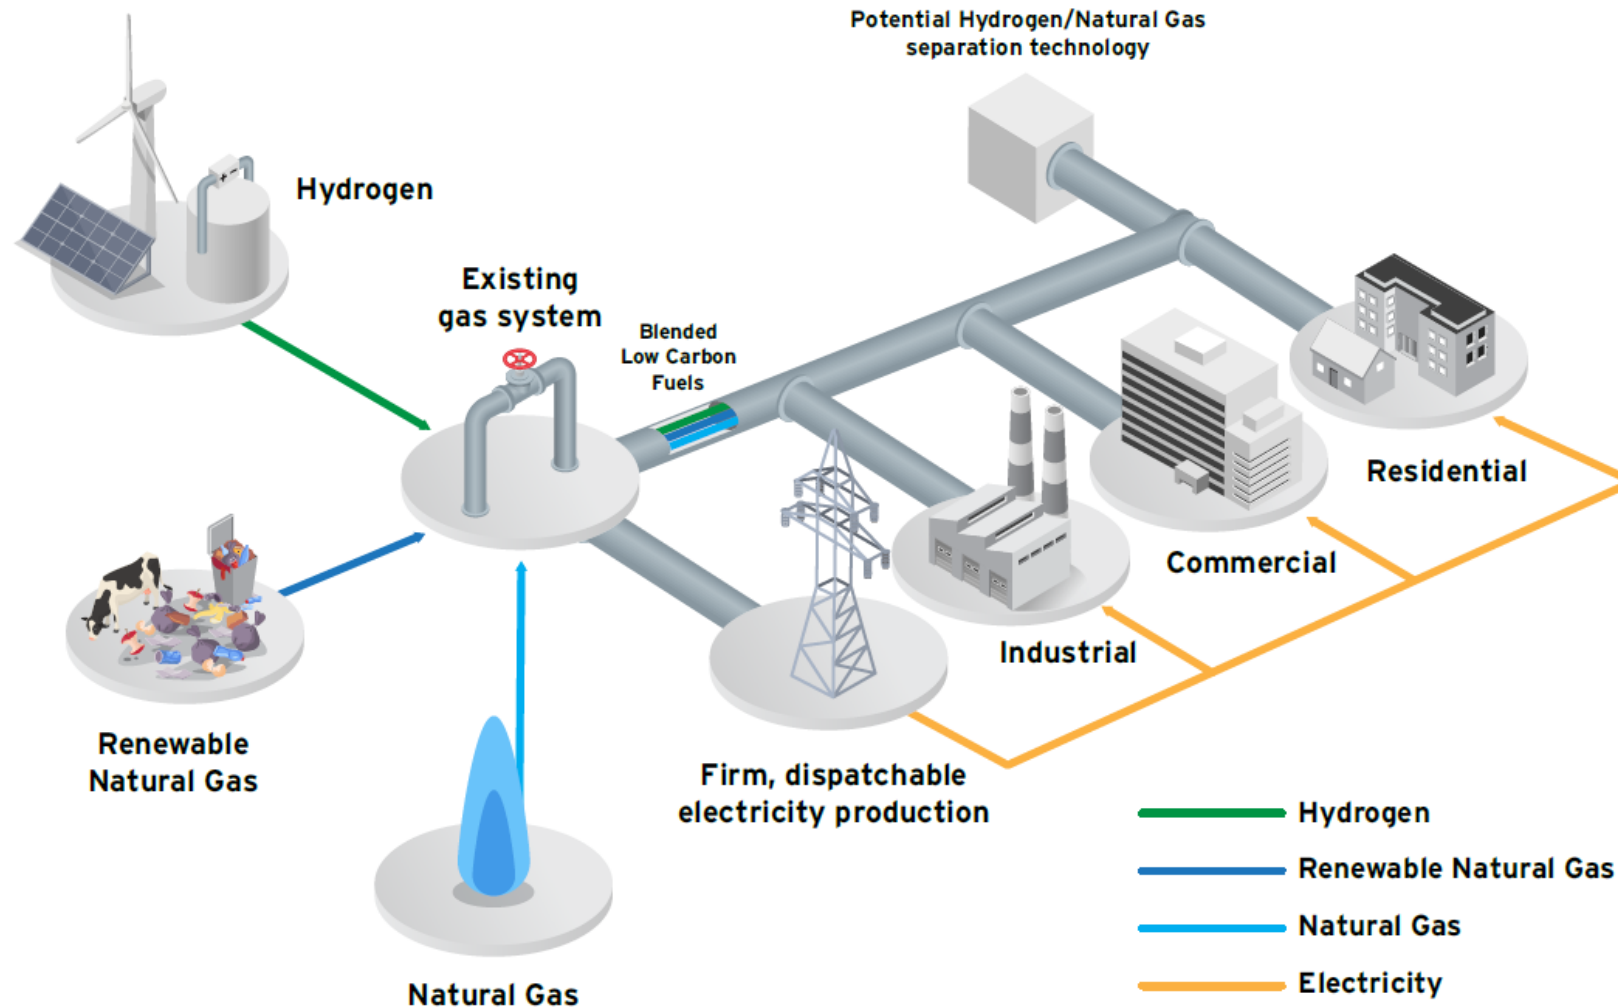 Potential Hydrogen/Natural Gas
separation technology
Hydrogen
+ -
Existing
gas system
Blended
Low Carbon
Fuels
Residential
Commercial
Industrial
Renewable
Natural Gas
Firm, dispatchable
electricity production
Natural Gas
Hydrogen
Renewable Natural Gas
Natural Gas
Electricity